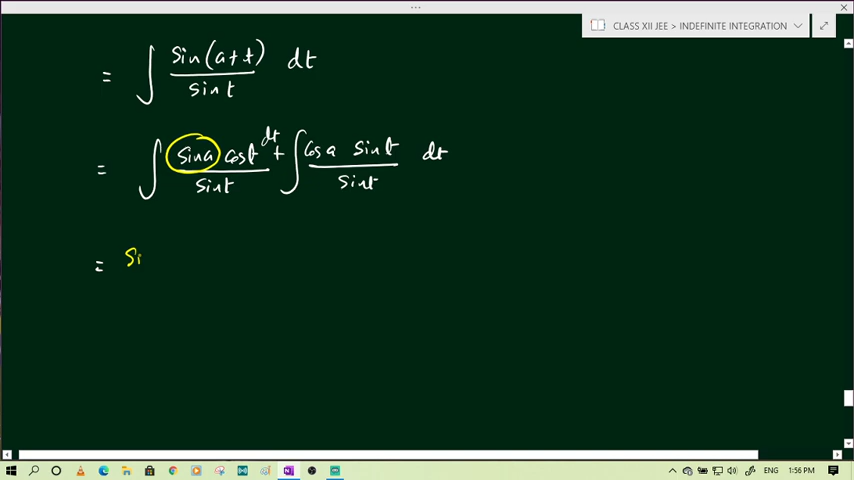 ...
CLASS XII JEE > INDEFINITE INTEGRATION
= ∫ sin(a+t) / sint dt
= ∫ sina cost / sint dt + ∫ cosa sint / sint dt
= Si
ENG 1:56 PM